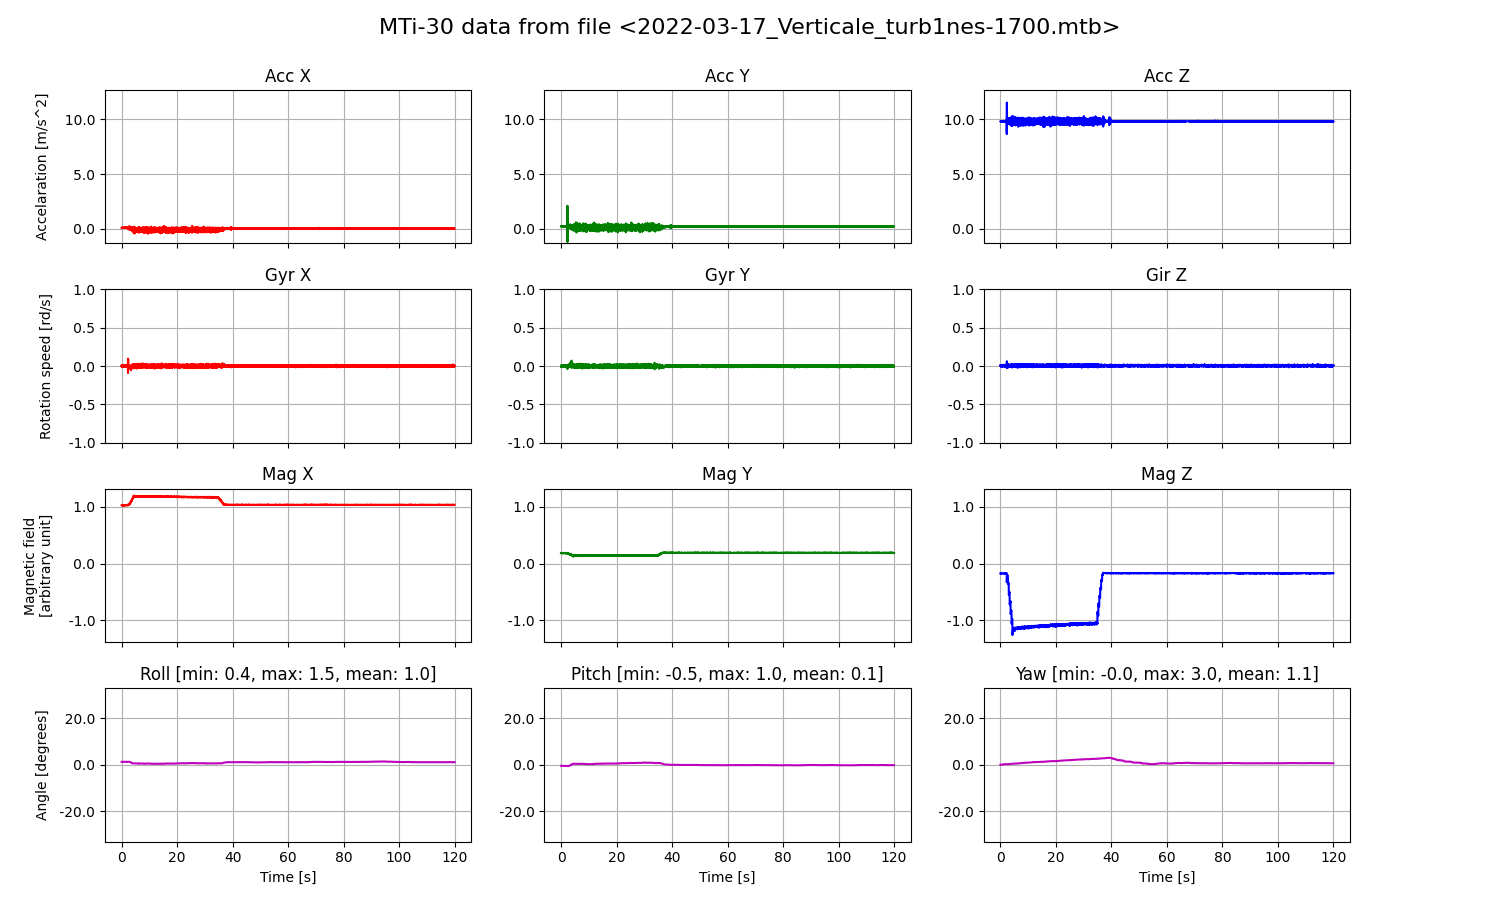 MTi-30 data from file <2022-03-17_Verticale_turb1nes-1700.mtb>
Acc X
Acc Y
Acc Z
Accelaration [m/s^2]
10.0
5.0
0.0
10.0
5.0
0.0
10.0
5.0
0.0
Gyr X
Gyr Y
Gir Z
Rotation speed [rd/s]
1.0
0.5
0.0
-0.5
-1.0
1.0
0.5
0.0
-0.5
-1.0
1.0
0.5
0.0
-0.5
-1.0
Mag X
Mag Y
Mag Z
Magnetic field
[arbitrary unit]
1.0
0.0
-1.0
1.0
0.0
-1.0
1.0
0.0
-1.0
Roll [min: 0.4, max: 1.5, mean: 1.0]
Pitch [min: -0.5, max: 1.0, mean: 0.1]
Yaw [min: -0.0, max: 3.0, mean: 1.1]
Angle [degrees]
20.0
0.0
-20.0
20.0
0.0
-20.0
20.0
0.0
-20.0
0 20 40 60 80 100 120
0 20 40 60 80 100 120
0 20 40 60 80 100 120
Time [s]
Time [s]
Time [s]